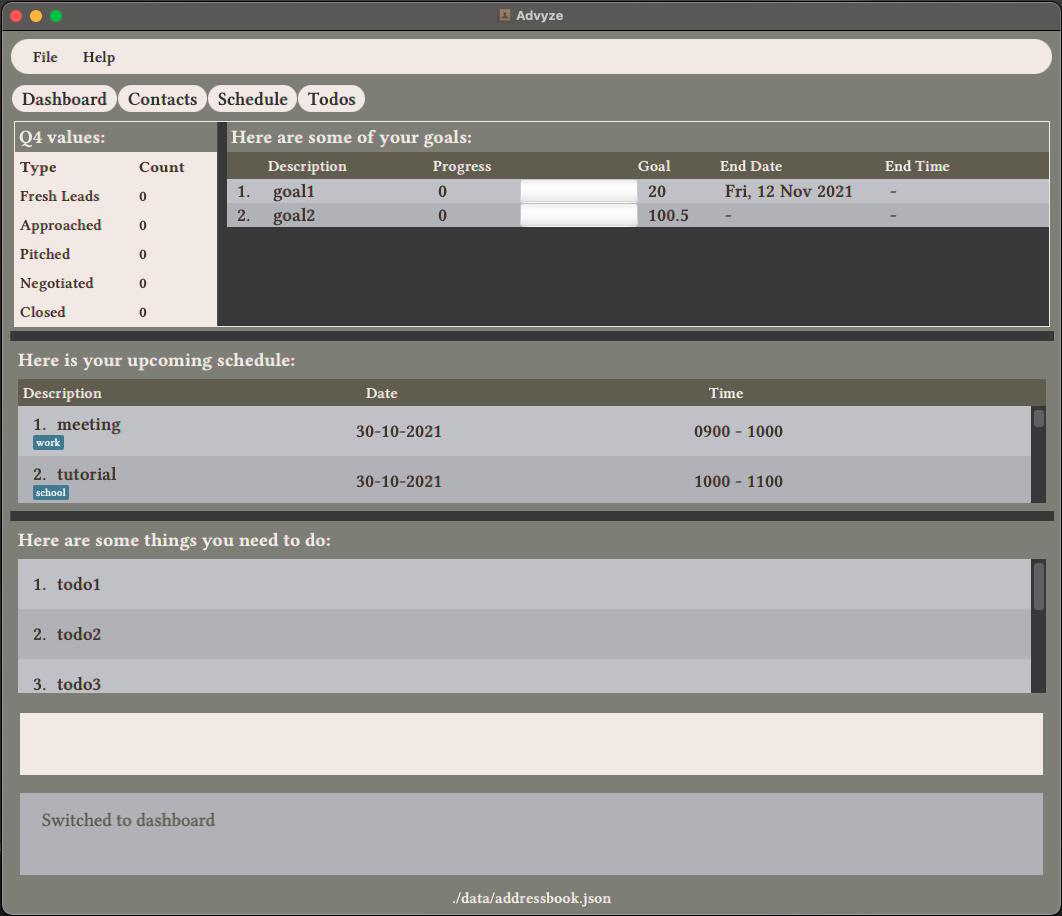 Advyze
File Help
Dashboard Contacts Schedule Todos
Q4 values:
Type Count
Fresh Leads 0
Approached 0
Pitched 0
Negotiated 0
Closed 0
Here are some of your goals:
Description Progress Goal End Date End Time
1. goal1 0 20 Fri, 12 Nov 2021 -
2. goal2 0 100.5 - -
Here is your upcoming schedule:
Description Date Time
1. meeting 30-10-2021 0900 - 1000
work
2. tutorial 30-10-2021 1000 - 1100
school
Here are some things you need to do:
1. todo1
2. todo2
3. todo3
Switched to dashboard
./data/addressbook.json